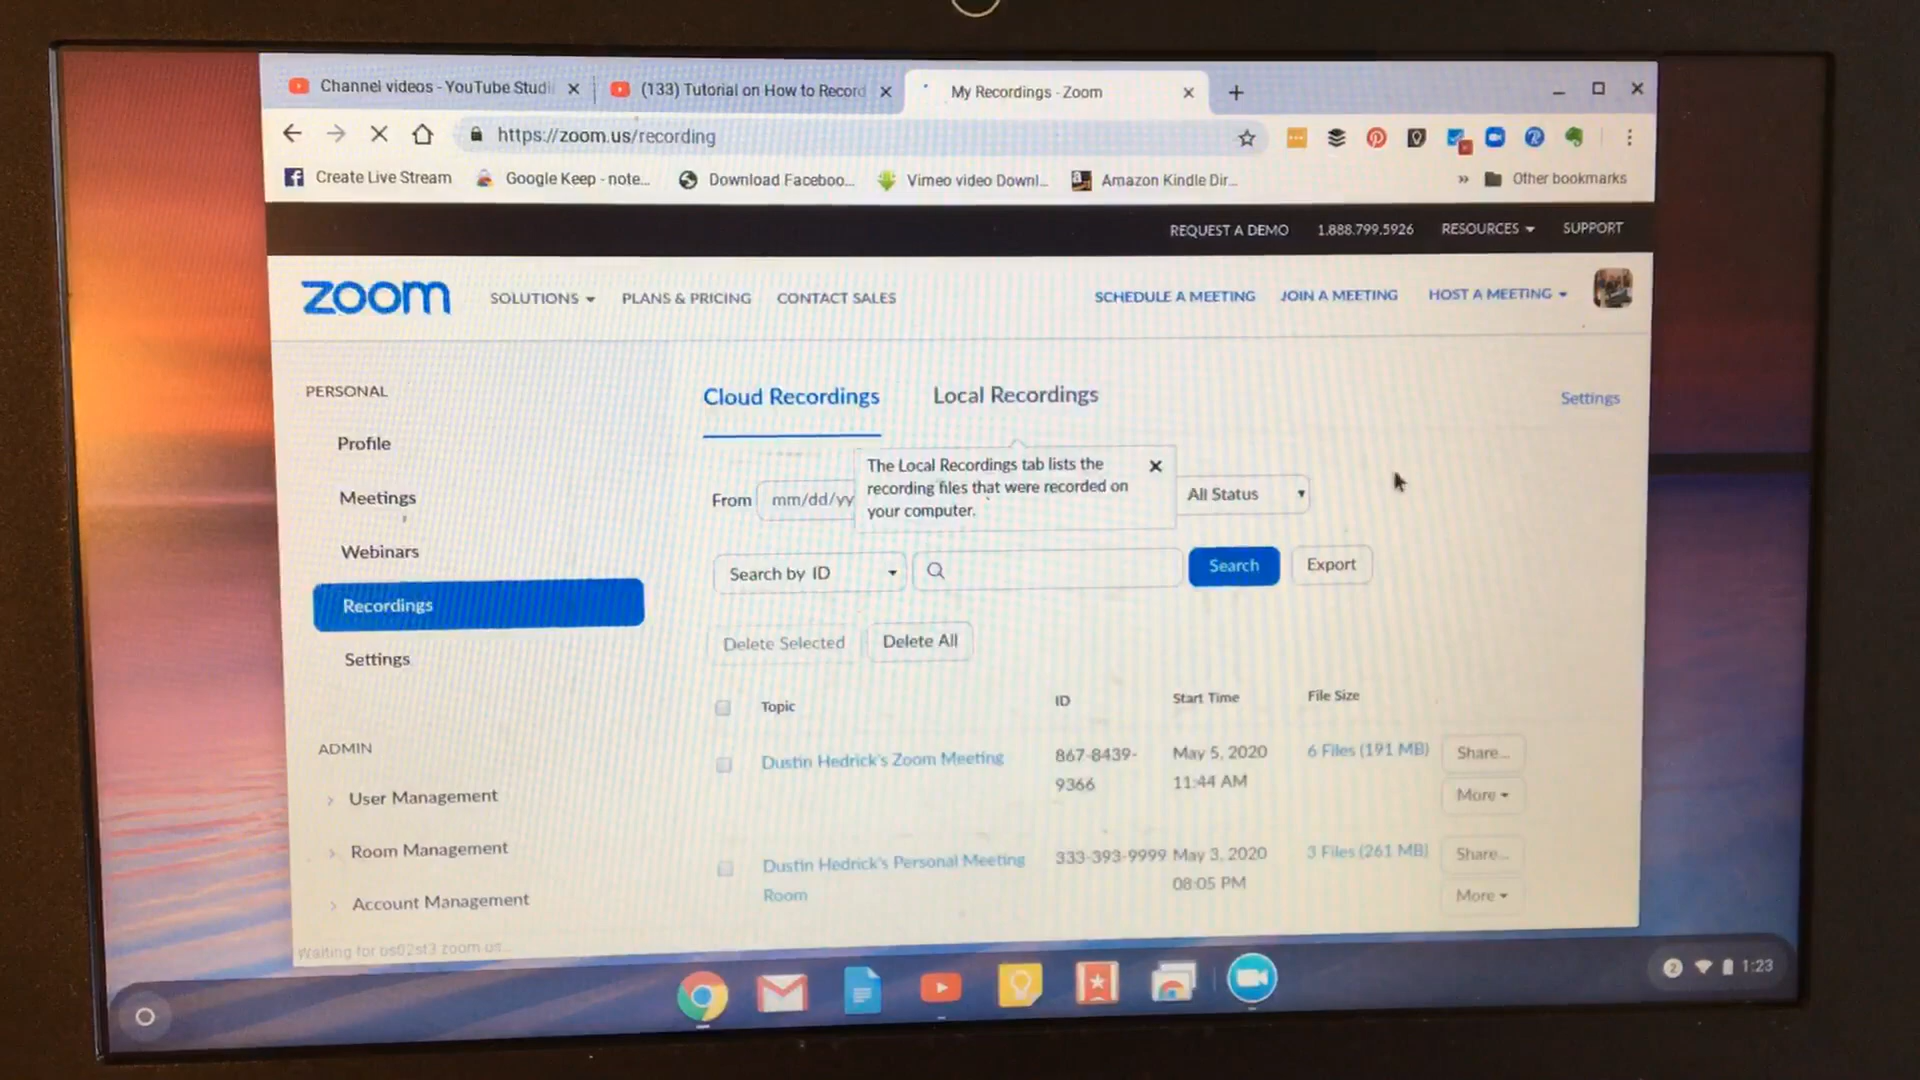 Channel videos - YouTube Studi
(133) Tutorial on How to Record
My Recordings - Zoom
https://zoom.us/recording
Create Live Stream
Google Keep - note...
Download Faceboo...
Vimeo video Downl...
Amazon Kindle Dir...
»
Other bookmarks
REQUEST A DEMO
1.888.799.5926
RESOURCES
SUPPORT
zoom
SOLUTIONS
PLANS & PRICING
CONTACT SALES
SCHEDULE A MEETING
JOIN A MEETING
HOST A MEETING
PERSONAL
Profile
Meetings
Webinars
Recordings
Settings
ADMIN
User Management
Room Management
Account Management
Cloud Recordings
Local Recordings
Settings
The Local Recordings tab lists the
recording files that were recorded on
your computer.
From
mm/dd/yy
All Status
Search by ID
Search
Export
Delete Selected
Delete All
Topic
ID
Start Time
File Size
Dustin Hedrick's Zoom Meeting
867-8439-
9366
May 5, 2020
11:44 AM
6 Files (191 MB)
Share...
More
Dustin Hedrick's Personal Meeting
Room
333-393-9999
May 3, 2020
08:05 PM
3 Files (261 MB)
Share...
More
Waiting for us02st3.zoom.us...
2
1:23